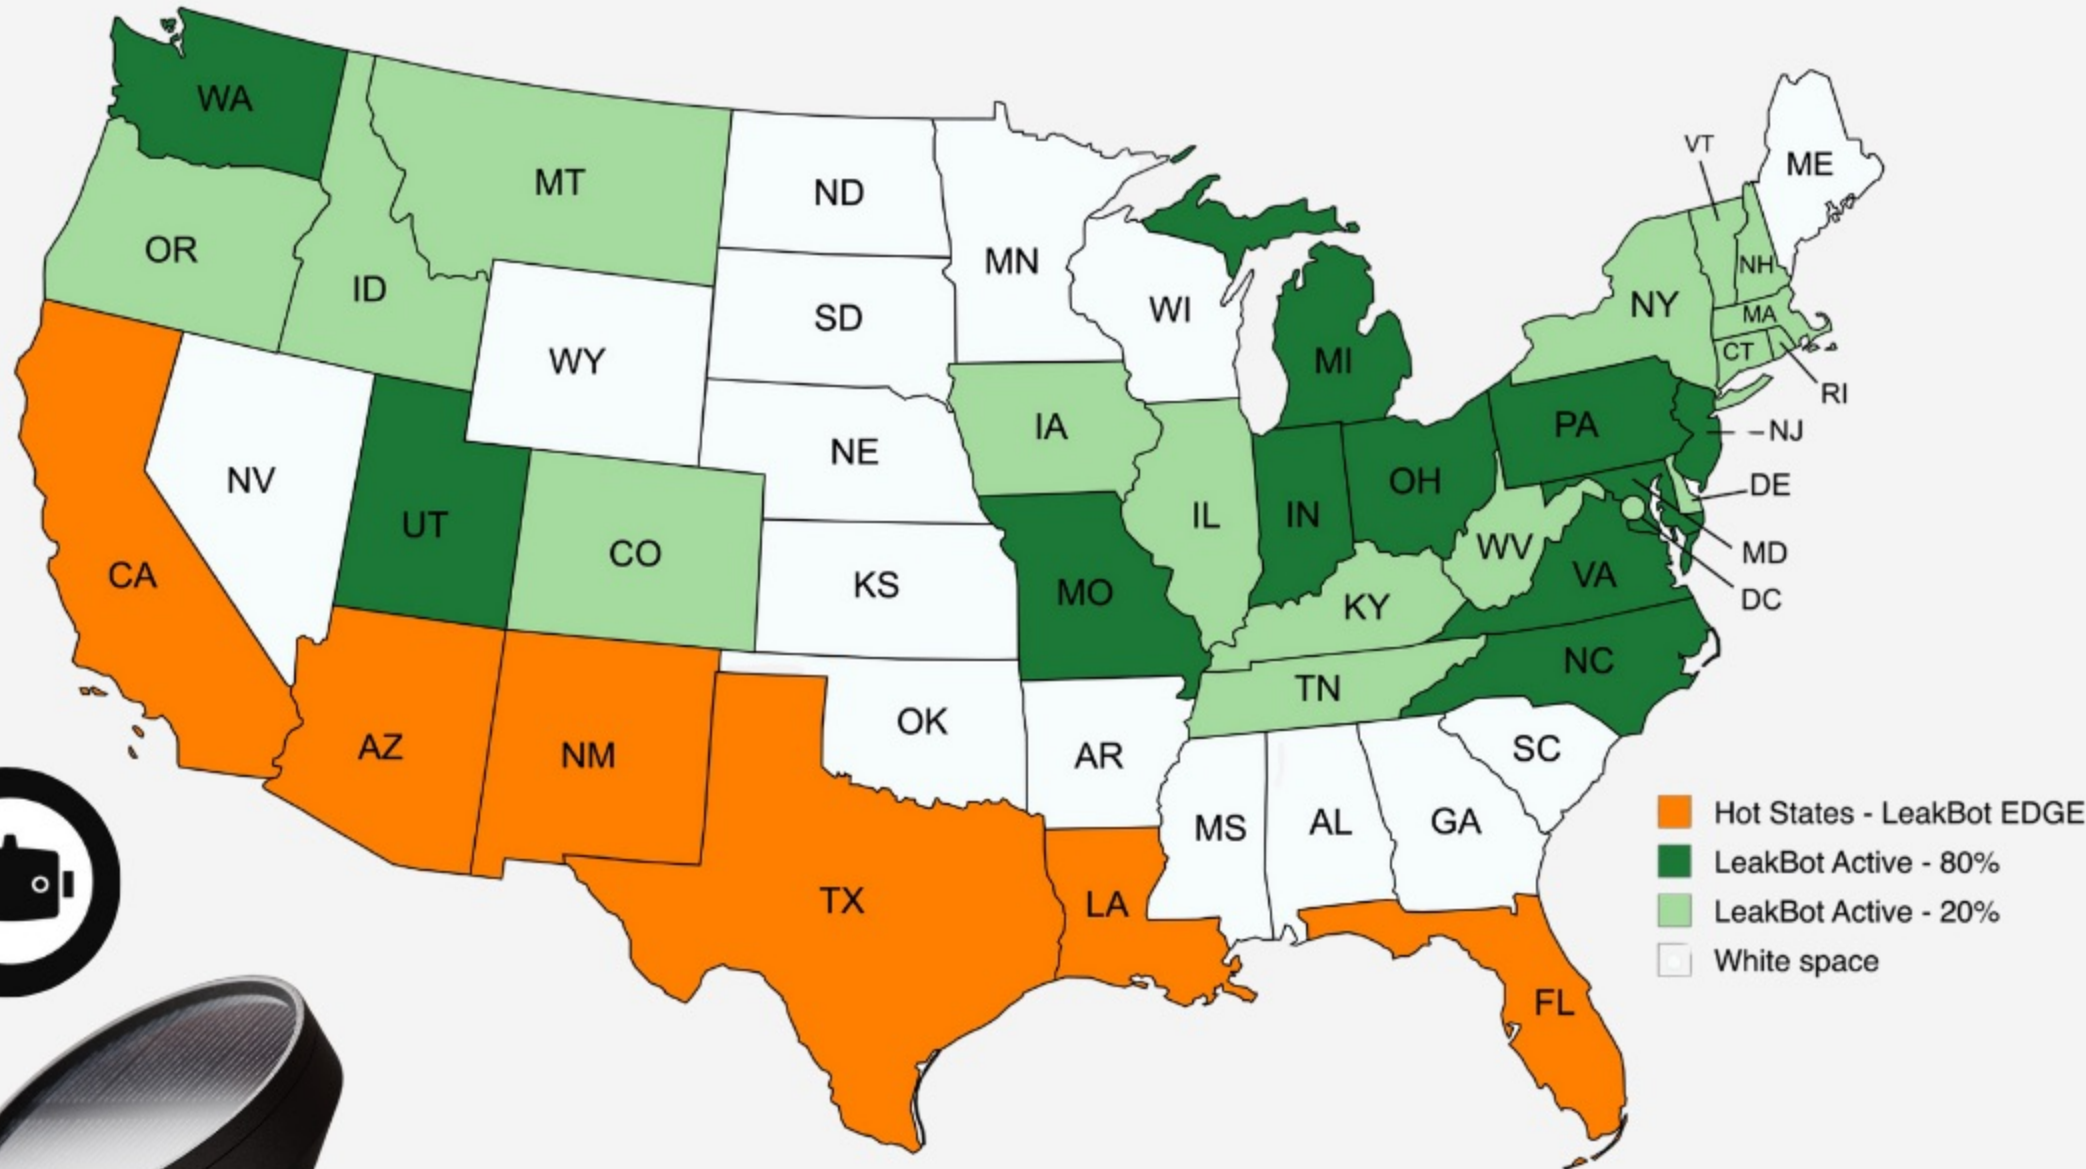 WA
VT
ME
MT
ND
OR
MN
NH
ID
NY
WI
SD
MA
CT
WY
MI
RI
IA
PA
NJ
NE
NV
OH
DE
UT
IL
IN
CO
WV
MD
CA
VA
KS
MO
DC
KY
NC
TN
OK
AZ
NM
AR
SC
MS
AL
GA
TX
LA
FL
Hot States - LeakBot EDGE
LeakBot Active - 80%
LeakBot Active - 20%
White space